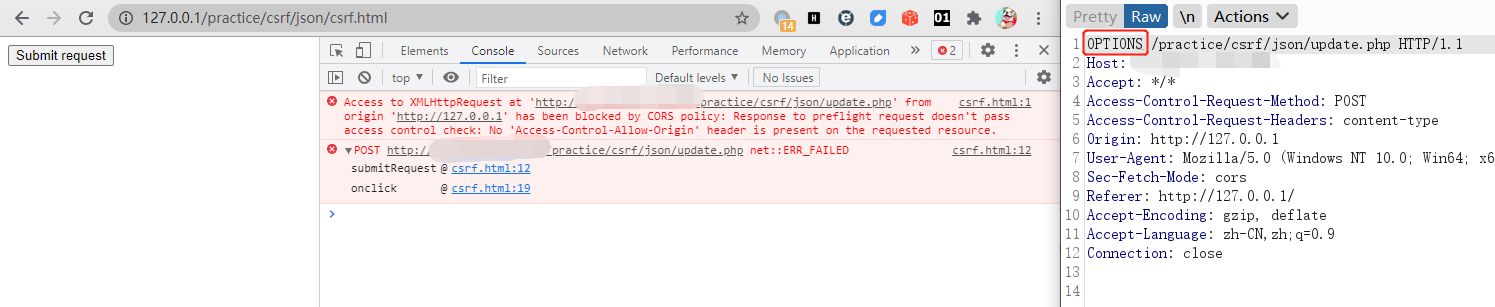 127.0.0.1/practice/csrf/json/csrf.html
14
01
Submit request
Elements Console Sources Network Performance Memory Application » 2
top Filter Default levels ▼ No Issues
Access to XMLHttpRequest at 'http:/ practice/csrf/json/update.php' from csrf.html:1
origin 'http://127.0.0.1' has been blocked by CORS policy: Response to preflight request doesn't pass
access control check: No 'Access-Control-Allow-Origin' header is present on the requested resource.
▼POST http:/ /practice/csrf/json/update.php net::ERR_FAILED csrf.html:12
submitRequest @ csrf.html:12
onclick @ csrf.html:19
>
Pretty Raw \n Actions
1 OPTIONS /practice/csrf/json/update.php HTTP/1.1
2 Host:
3 Accept: */*
4 Access-Control-Request-Method: POST
5 Access-Control-Request-Headers: content-type
6 Origin: http://127.0.0.1
7 User-Agent: Mozilla/5.0 (Windows NT 10.0; Win64; x6
8 Sec-Fetch-Mode: cors
9 Referer: http://127.0.0.1/
10 Accept-Encoding: gzip, deflate
11 Accept-Language: zh-CN,zh;q=0.9
12 Connection: close
13
14